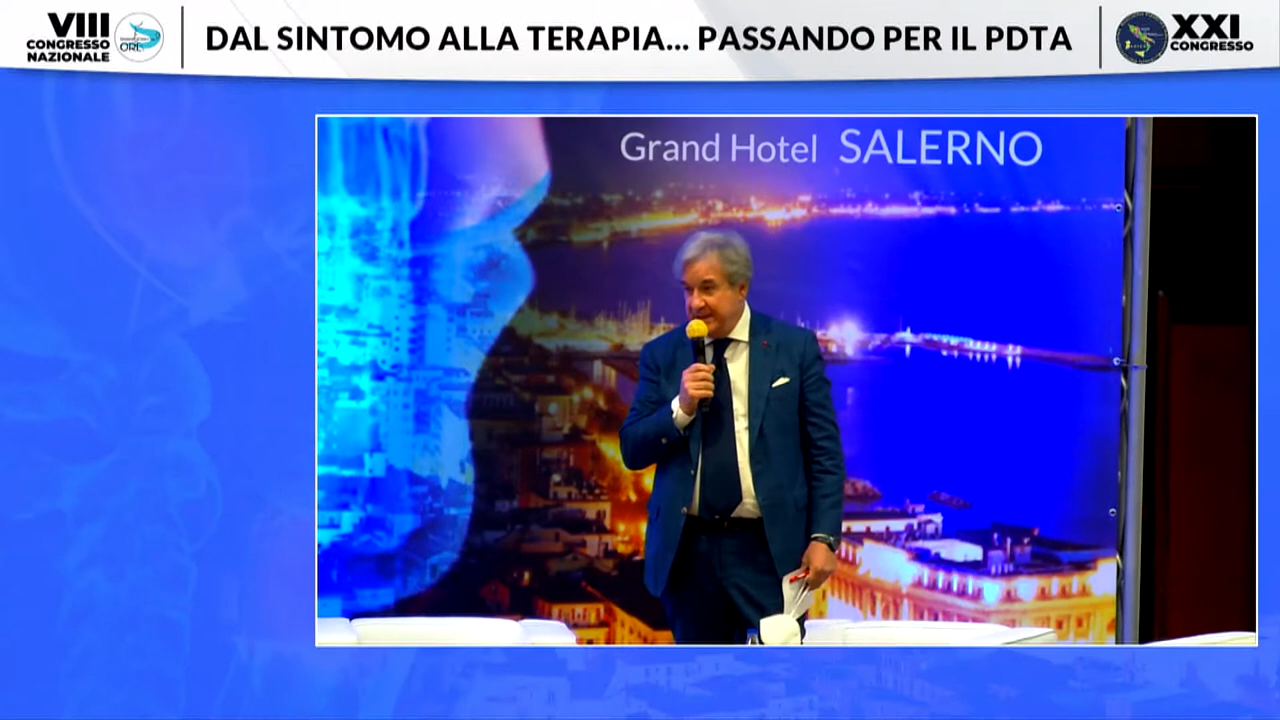 VIII
CONGRESSO
NAZIONALE
ORL
DAL SINTOMO ALLA TERAPIA... PASSANDO PER IL PDTA
XXI
CONGRESSO
Grand Hotel SALERNO